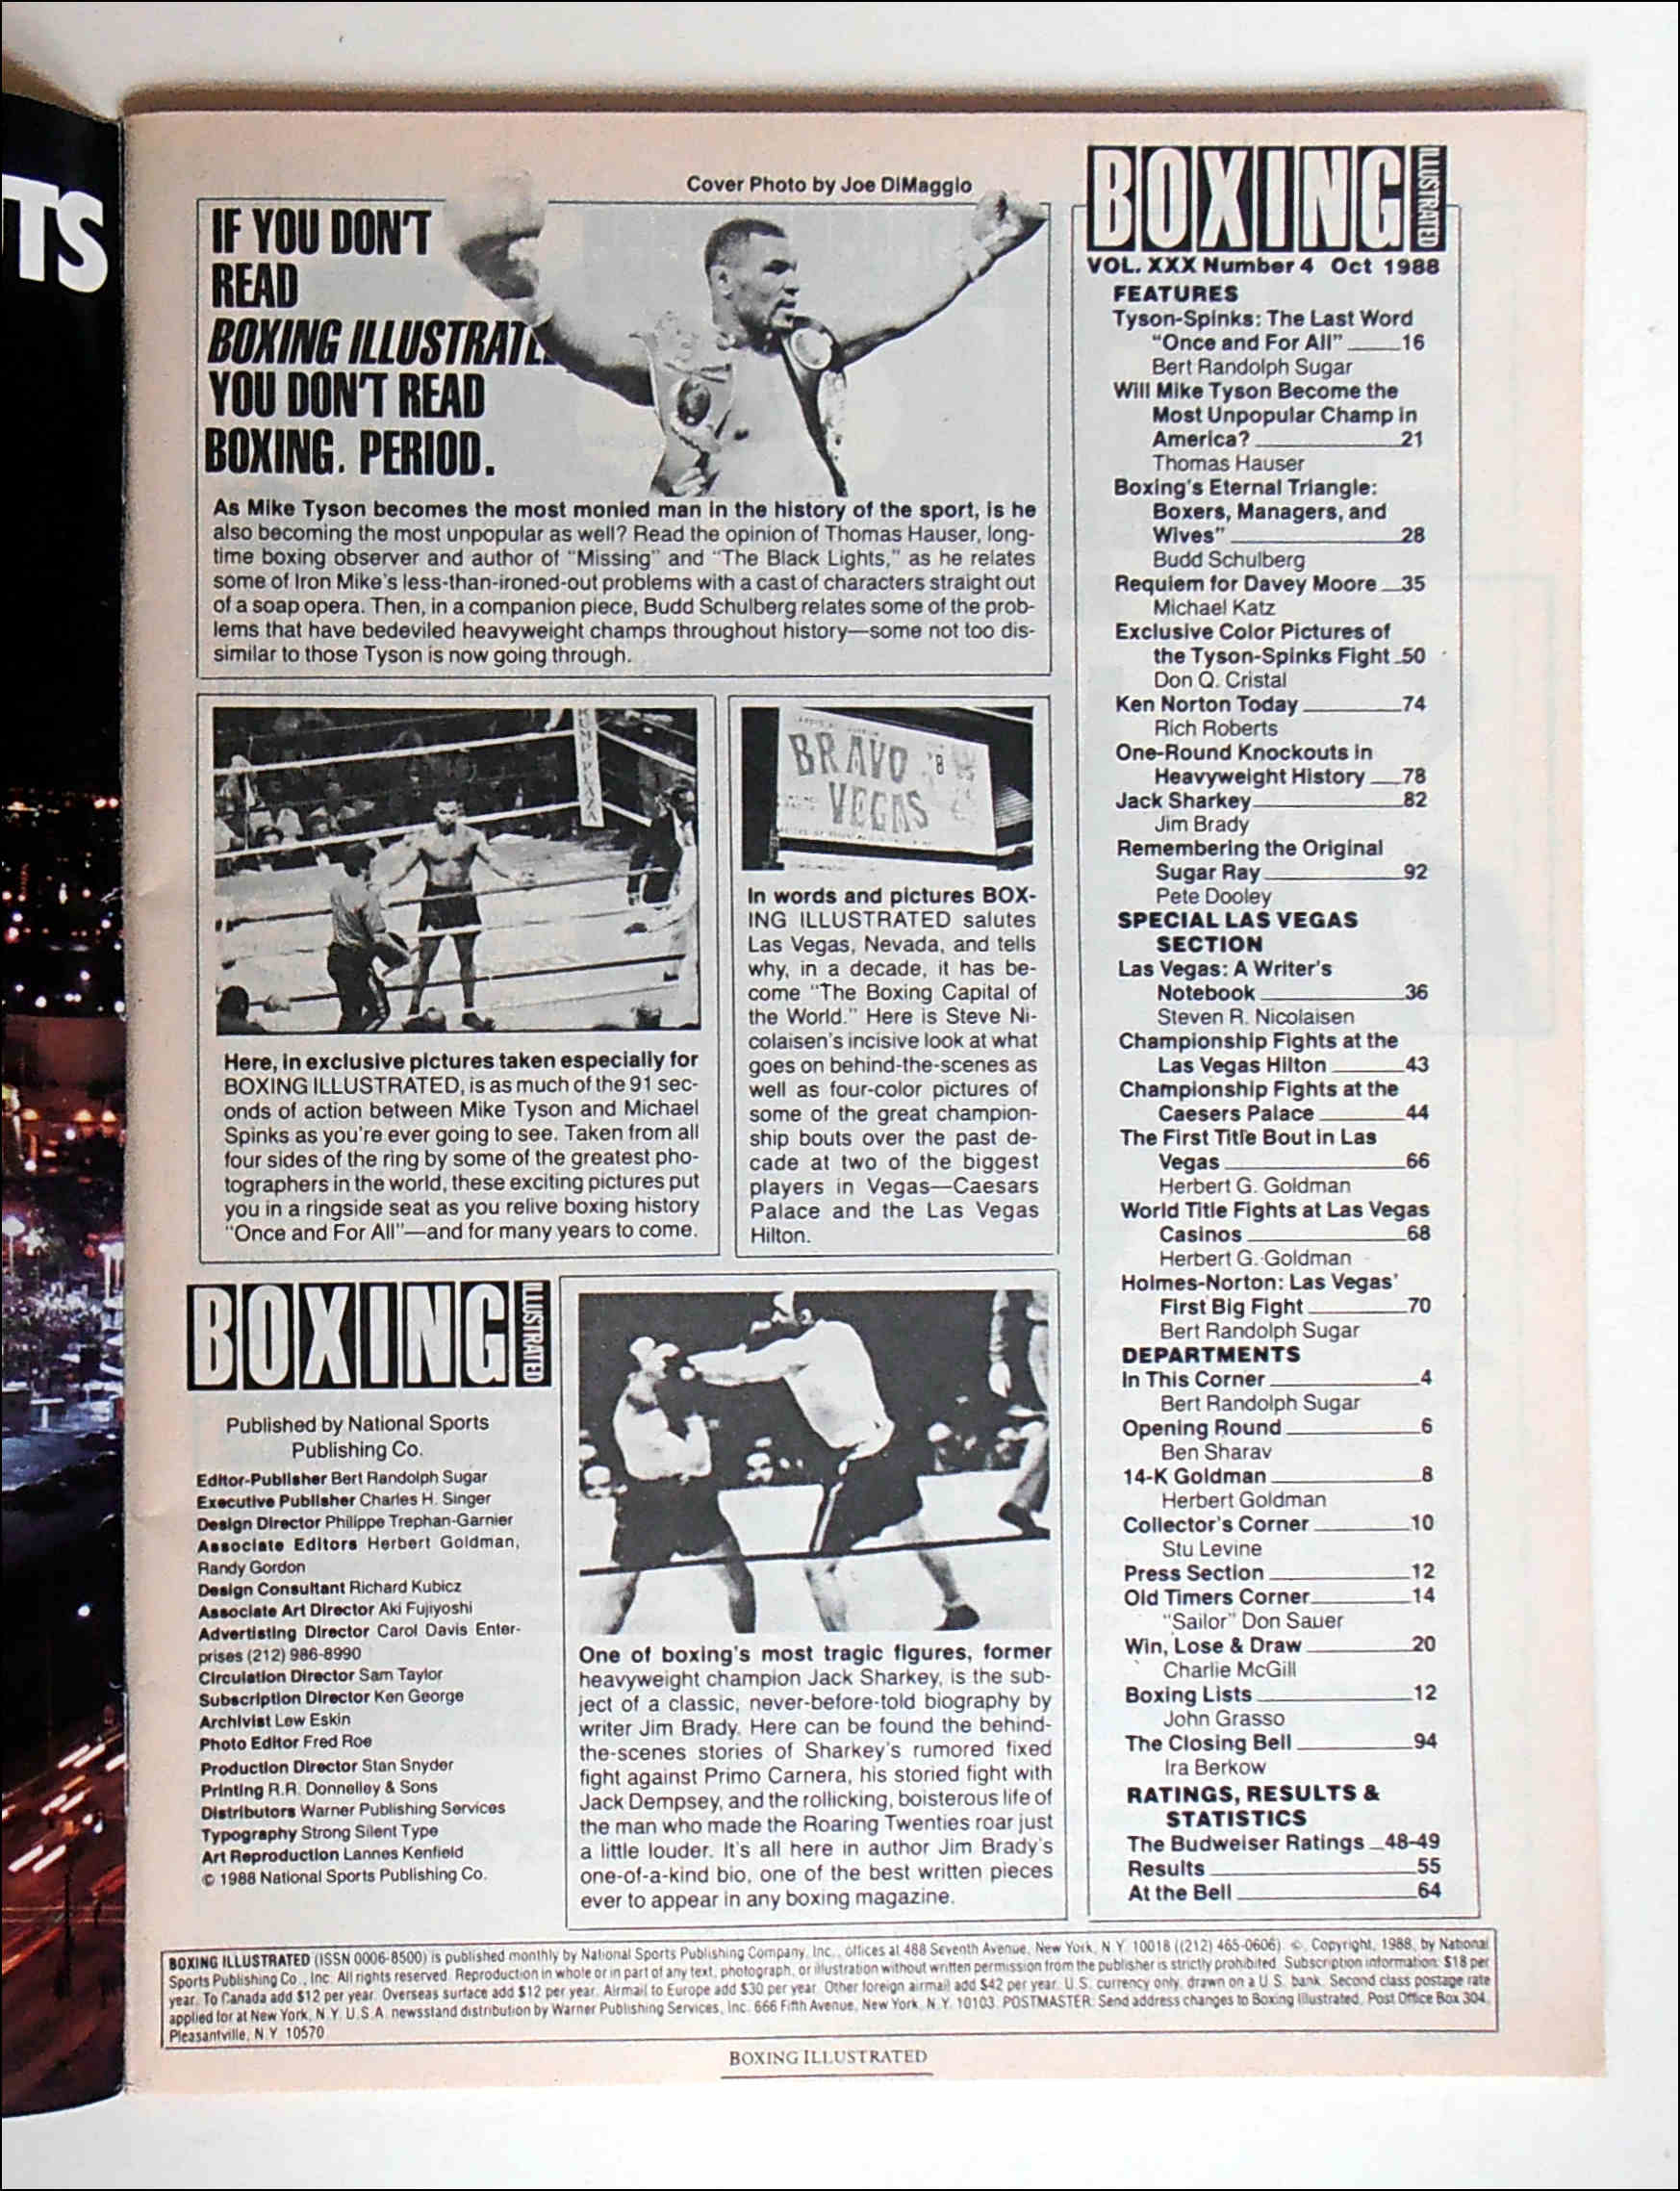 TS
Cover Photo by Joe DiMaggio
IF YOU DON'T
READ
BOXING ILLUSTRATE
YOU DON'T READ
BOXING. PERIOD.
As Mike Tyson becomes the most monied man in the history of the sport, is he
also becoming the most unpopular as well? Read the opinion of Thomas Hauser, long-
time boxing observer and author of "Missing" and "The Black Lights," as he relates
some of Iron Mike's less-than-ironed-out problems with a cast of characters straight out
of a soap opera. Then, in a companion piece, Budd Schulberg relates some of the prob-
lems that have bedeviled heavyweight champs throughout history—some not too dis-
similar to those Tyson is now going through.
UMP PLAZA
Here, in exclusive pictures taken especially for
BOXING ILLUSTRATED, is as much of the 91 sec-
onds of action between Mike Tyson and Michael
Spinks as you're ever going to see. Taken from all
four sides of the ring by some of the greatest pho-
tographers in the world, these exciting pictures put
you in a ringside seat as you relive boxing history
"Once and For All"—and for many years to come.
BRAVO
'8
VEGAS
In words and pictures BOX-
ING ILLUSTRATED salutes
Las Vegas, Nevada, and tells
why, in a decade, it has be-
come "The Boxing Capital of
the World." Here is Steve Ni-
colaisen's incisive look at what
goes on behind-the-scenes as
well as four-color pictures of
some of the great champion-
ship bouts over the past de-
cade at two of the biggest
players in Vegas—Caesars
Palace and the Las Vegas
Hilton.
BOXING ILLUSTRATED
Published by National Sports
Publishing Co.
Editor-Publisher Bert Randolph Sugar
Executive Publisher Charles H. Singer
Design Director Philippe Trephan-Garnier
Associate Editors Herbert Goldman,
Randy Gordon
Design Consultant Richard Kubicz
Associate Art Director Aki Fujiyoshi
Advertisting Director Carol Davis Enter-
prises (212) 986-8990
Circulation Director Sam Taylor
Subscription Director Ken George
Archivist Lew Eskin
Photo Editor Fred Roe
Production Director Stan Snyder
Printing R.R. Donnelley & Sons
Distributors Warner Publishing Services
Typography Strong Silent Type
Art Reproduction Lannes Kenfield
© 1988 National Sports Publishing Co.
One of boxing's most tragic figures, former
heavyweight champion Jack Sharkey, is the sub-
ject of a classic, never-before-told biography by
writer Jim Brady. Here can be found the behind-
the-scenes stories of Sharkey's rumored fixed
fight against Primo Carnera, his storied fight with
Jack Dempsey, and the rollicking, boisterous life of
the man who made the Roaring Twenties roar just
a little louder. It's all here in author Jim Brady's
one-of-a-kind bio, one of the best written pieces
ever to appear in any boxing magazine.
BOXING ILLUSTRATED
VOL. XXX Number 4 Oct 1988
FEATURES
Tyson-Spinks: The Last Word
"Once and For All" 16
Bert Randolph Sugar
Will Mike Tyson Become the
Most Unpopular Champ in
America? 21
Thomas Hauser
Boxing's Eternal Triangle:
Boxers, Managers, and
Wives" 28
Budd Schulberg
Requiem for Davey Moore 35
Michael Katz
Exclusive Color Pictures of
the Tyson-Spinks Fight 50
Don Q. Cristal
Ken Norton Today 74
Rich Roberts
One-Round Knockouts in
Heavyweight History 78
Jack Sharkey 82
Jim Brady
Remembering the Original
Sugar Ray 92
Pete Dooley
SPECIAL LAS VEGAS
SECTION
Las Vegas: A Writer's
Notebook 36
Steven R. Nicolaisen
Championship Fights at the
Las Vegas Hilton 43
Championship Fights at the
Caesers Palace 44
The First Title Bout in Las
Vegas 66
Herbert G. Goldman
World Title Fights at Las Vegas
Casinos 68
Herbert G. Goldman
Holmes-Norton: Las Vegas'
First Big Fight 70
Bert Randolph Sugar
DEPARTMENTS
In This Corner 4
Bert Randolph Sugar
Opening Round 6
Ben Sharav
14-K Goldman 8
Herbert Goldman
Collector's Corner 10
Stu Levine
Press Section 12
Old Timers Corner 14
"Sailor" Don Sauer
Win, Lose & Draw 20
Charlie McGill
Boxing Lists 12
John Grasso
The Closing Bell 94
Ira Berkow
RATINGS, RESULTS &
STATISTICS
The Budweiser Ratings 48-49
Results 55
At the Bell 64
BOXING ILLUSTRATED (ISSN 0006-8500) is published monthly by National Sports Publishing Company, Inc., offices at 488 Seventh Avenue, New York, N.Y. 10018 ((212) 465-0606). ©, Copyright, 1988, by National
Sports Publishing Co., Inc. All rights reserved. Reproduction in whole or in part of any text, photograph, or illustration without written permission from the publisher is strictly prohibited. Subscription information: $18 per
year. To Canada add $12 per year. Overseas surface add $12 per year. Airmail to Europe add $30 per year. Other foreign airmail add $42 per year. U.S. currency only, drawn on a U.S. bank. Second class postage rate
applied for at New York, N.Y. U.S.A. newsstand distribution by Warner Publishing Services, Inc. 666 Fifth Avenue, New York, N.Y. 10103. POSTMASTER: Send address changes to Boxing Illustrated, Post Office Box 304,
Pleasantville, N.Y. 10570
BOXING ILLUSTRATED